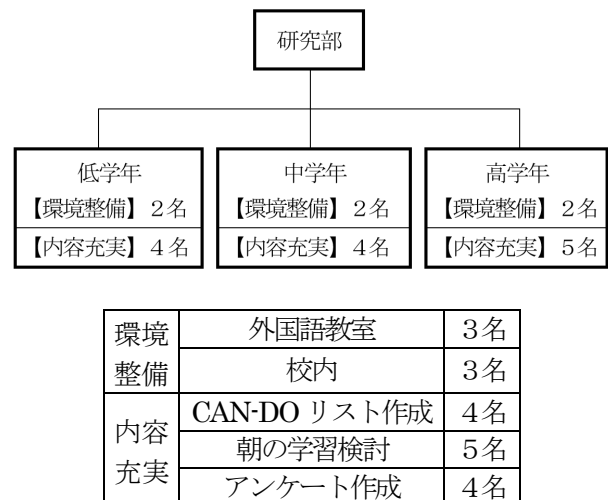 研究部
低学年
【環境整備】２名
【内容充実】４名
中学年
【環境整備】２名
【内容充実】４名
高学年
【環境整備】２名
【内容充実】５名
環境
整備
外国語教室 ３名
校内 ３名
内容
充実
CAN-DO リスト作成 ４名
朝の学習検討 ５名
アンケート作成 ４名